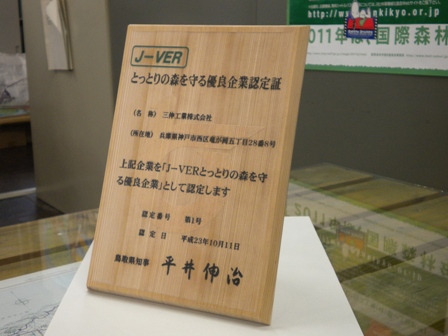 J-VER
とっとりの森を守る優良企業認定証
(名 称) 三伸工業株式会社
(所在地) 兵庫県神戸市西区竜が岡五丁目28番8号
上記企業を「J-VERとっとりの森を守
る優良企業」として認定します
認定番号 第1号
認 定 日 平成23年10月11日
鳥取県知事 平井伸治
011年は、国際森林